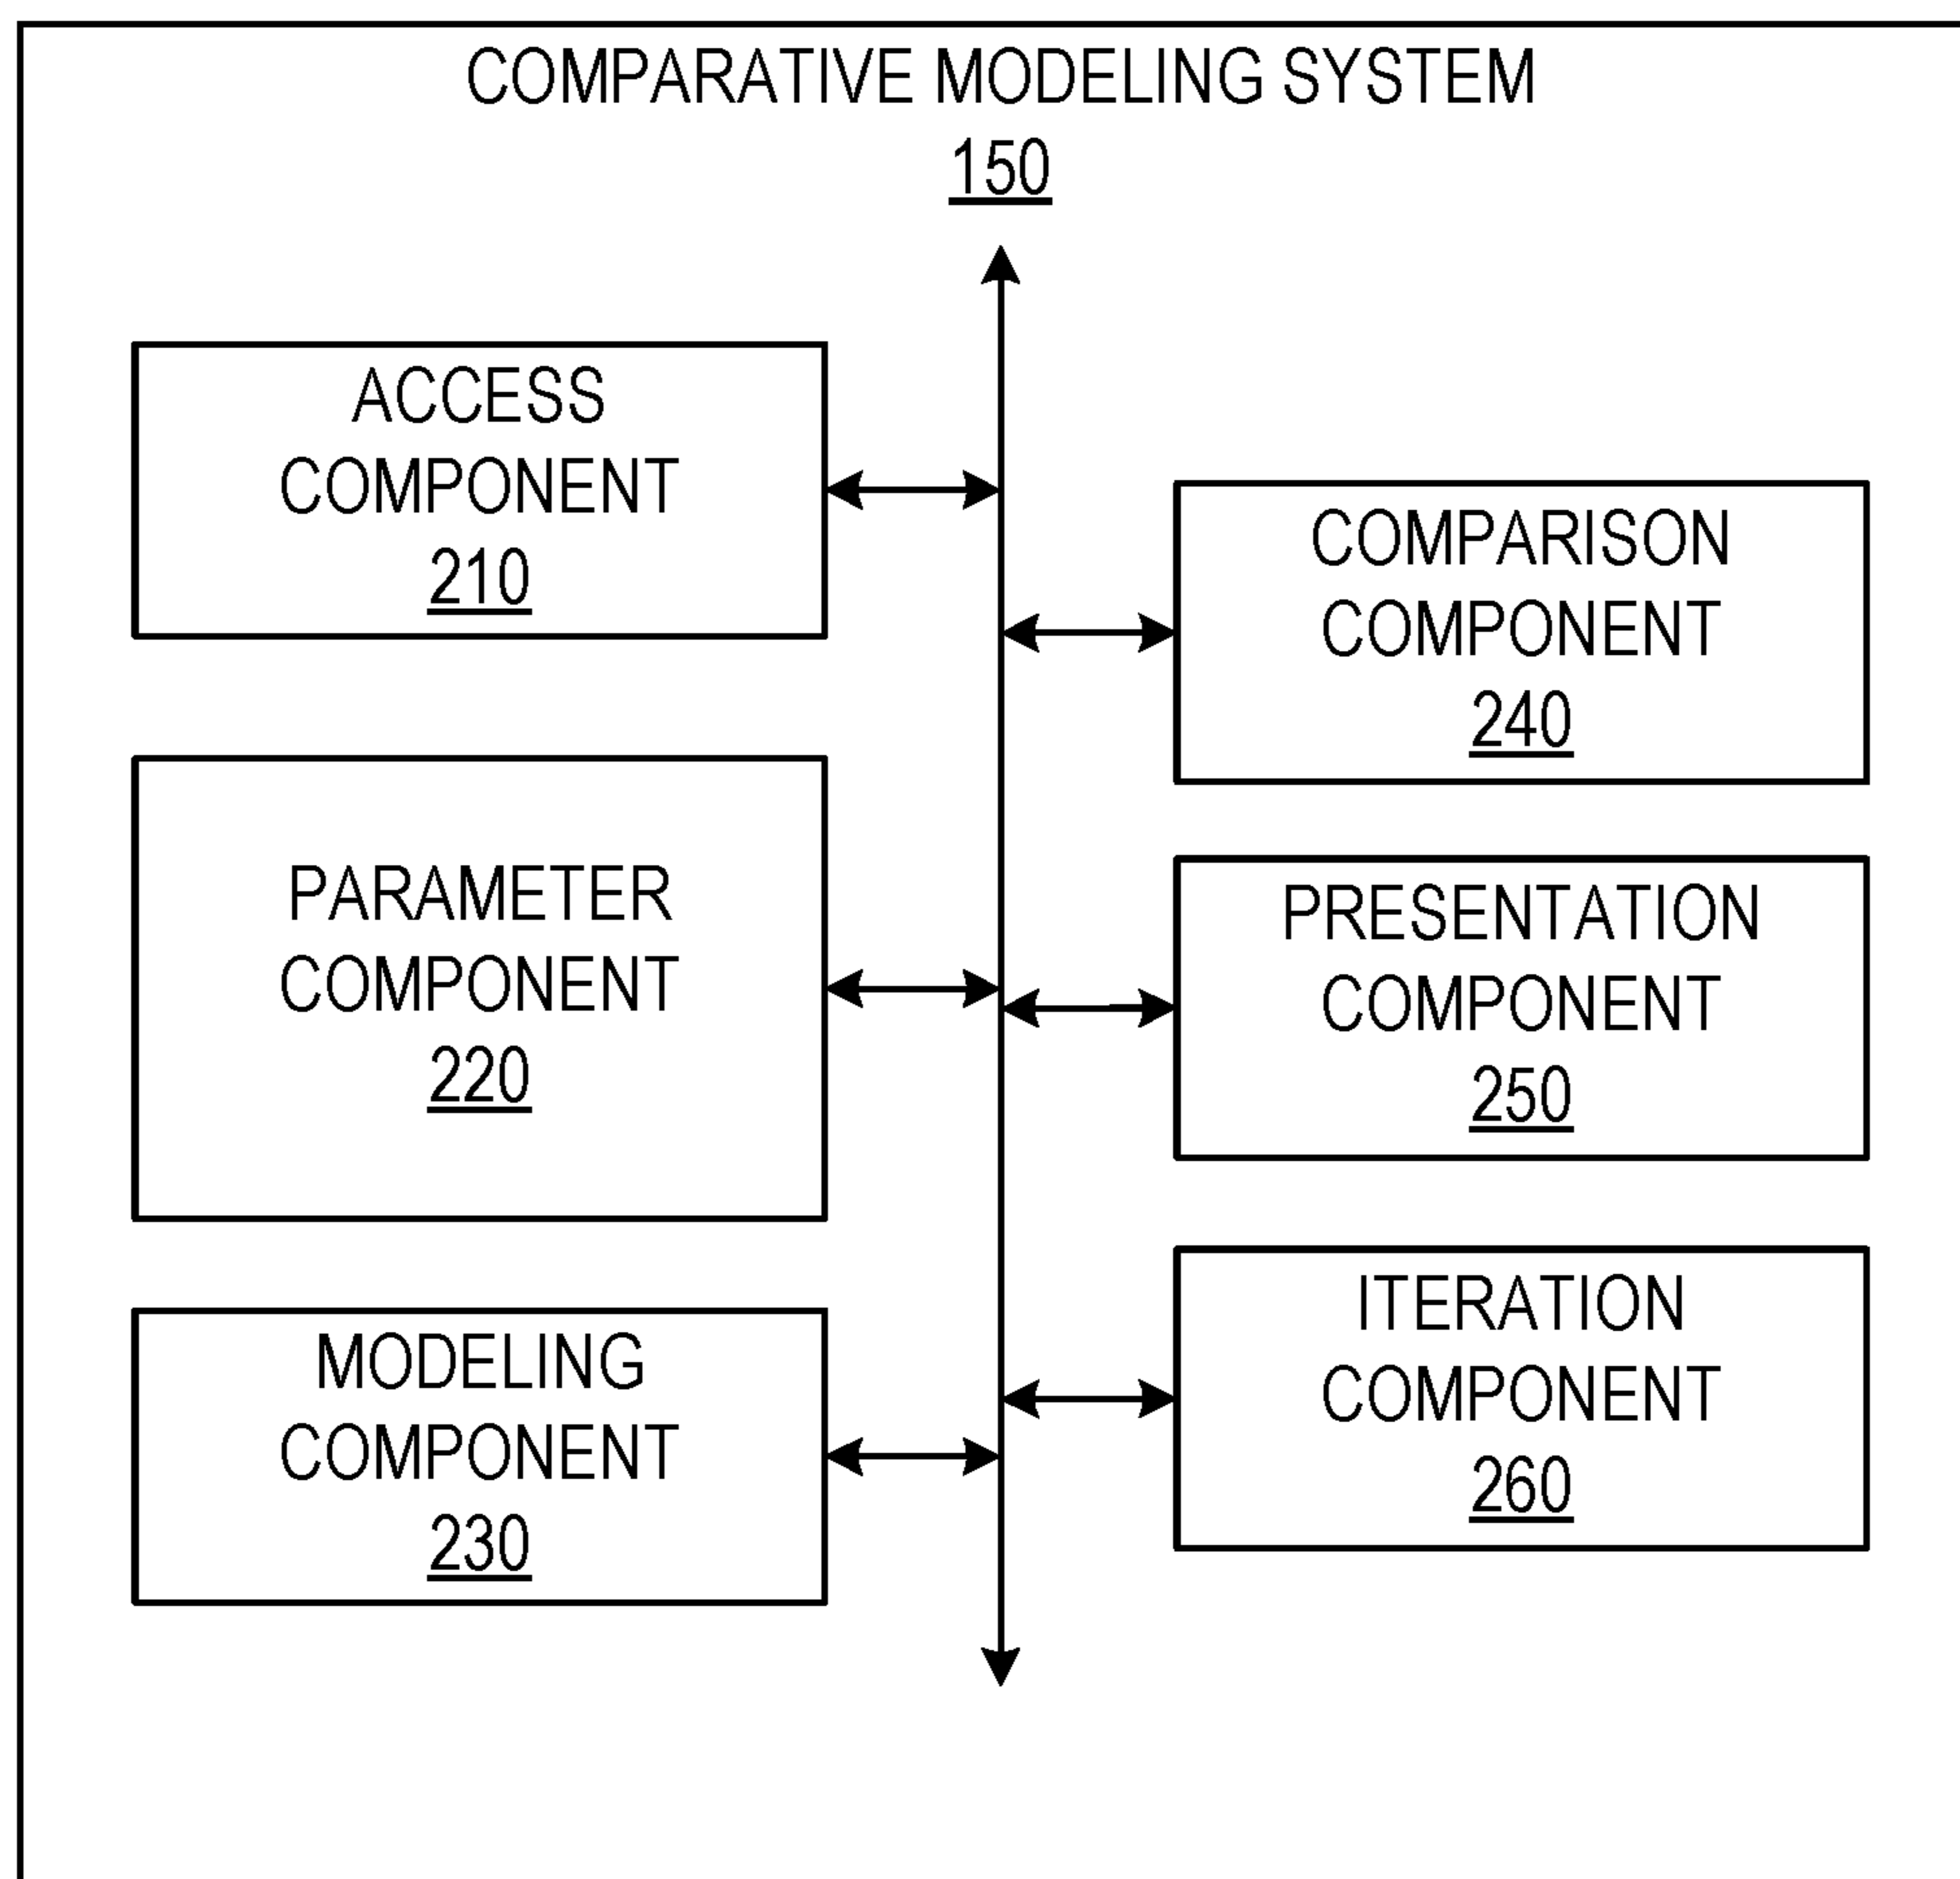 COMPARATIVE MODELING SYSTEM
150
ACCESS
COMPONENT
210
PARAMETER
COMPONENT
220
MODELING
COMPONENT
230
COMPARISON
COMPONENT
240
PRESENTATION
COMPONENT
250
ITERATION
COMPONENT
260